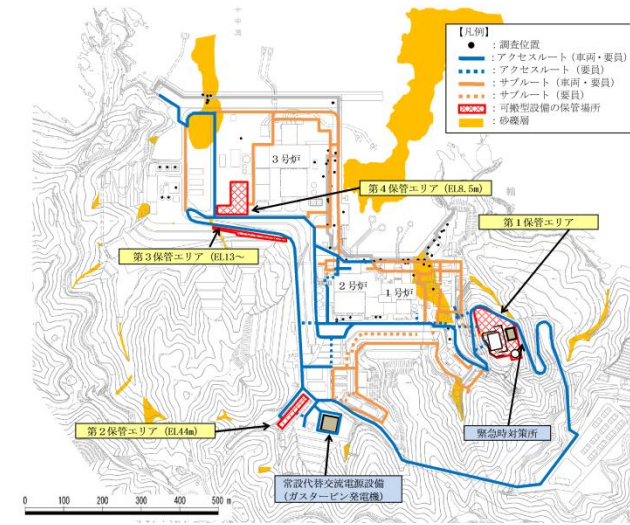 【凡例】
：調査位置
：アクセスルート（車両・要員）
：アクセスルート（要員）
：サブルート（車両・要員）
：サブルート（要員）
：可搬型設備の保管場所
：砂礫層
3号炉
第４保管エリア（EL8.5m）
第１保管エリア
第３保管エリア（EL13～
2号炉
1号炉
第２保管エリア（EL44m）
緊急時対策所
常設代替交流電源設備
（ガスタービン発電機）
0 100 200 300 400 500 m